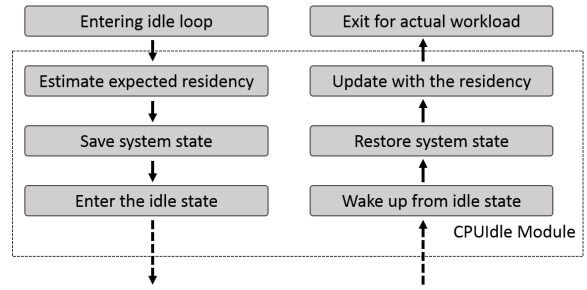 Entering idle loop
Exit for actual workload
Estimate expected residency
Update with the residency
Save system state
Restore system state
Enter the idle state
Wake up from idle state
CPUIdle Module